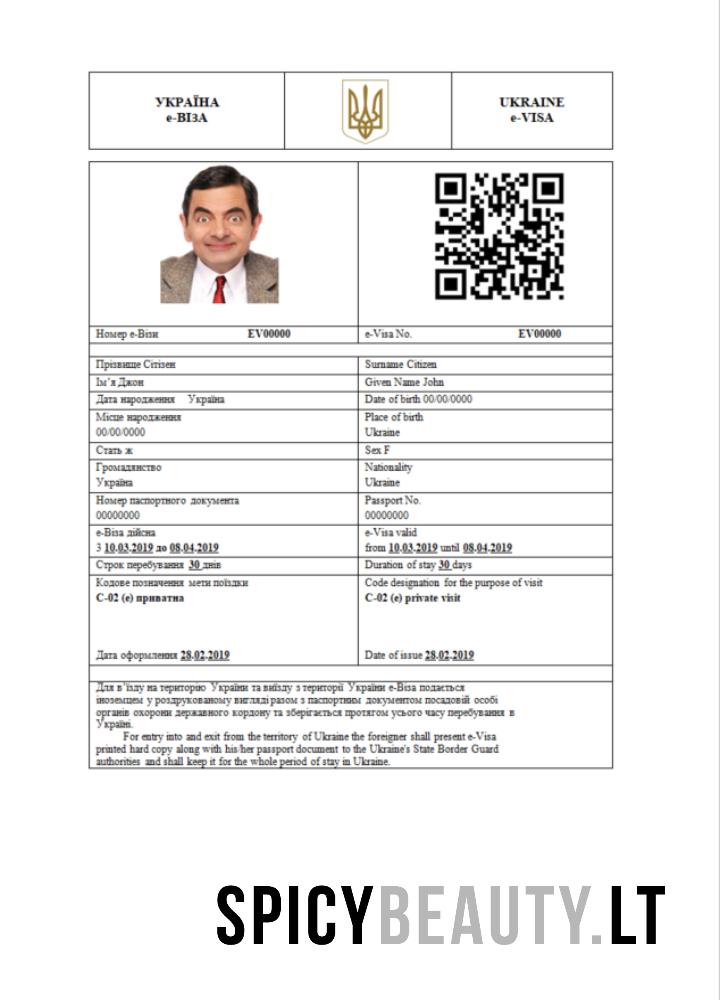 УКРАЇНА
e-ВІЗА
UKRAINE
e-VISA
Номер е-Візи EV00000
e-Visa No. EV00000
Прізвище Сітізен
Surname Citizen
Ім’я Джон
Given Name John
Дата народження Україна
Date of birth 00/00/0000
Місце народження
00/00/0000
Place of birth
Ukraine
Стать ж
Sex F
Громадянство
Україна
Nationality
Ukraine
Номер паспортного документа
00000000
Passport No.
00000000
е-Віза дійсна
З 10.03.2019 до 08.04.2019
e-Visa valid
from 10.03.2019 until 08.04.2019
Строк перебування 30 днів
Duration of stay 30 days
Кодове позначення мети поїздки
С-02 (е) приватна
Code designation for the purpose of visit
C-02 (e) private visit
Дата оформлення 28.02.2019
Date of issue 28.02.2019
Для в’їзду на територію України та виїзду з території України е-Віза подається
іноземцем у роздрукованому вигляді разом з паспортним документом посадовій особі
органів охорони державного кордону та зберігається протягом усього часу перебування в
Україні.
For entry into and exit from the territory of Ukraine the foreigner shall present e-Visa
printed hard copy along with his/her passport document to the Ukraine's State Border Guard
authorities and shall keep it for the whole period of stay in Ukraine.
SPICYBEAUTY.LT